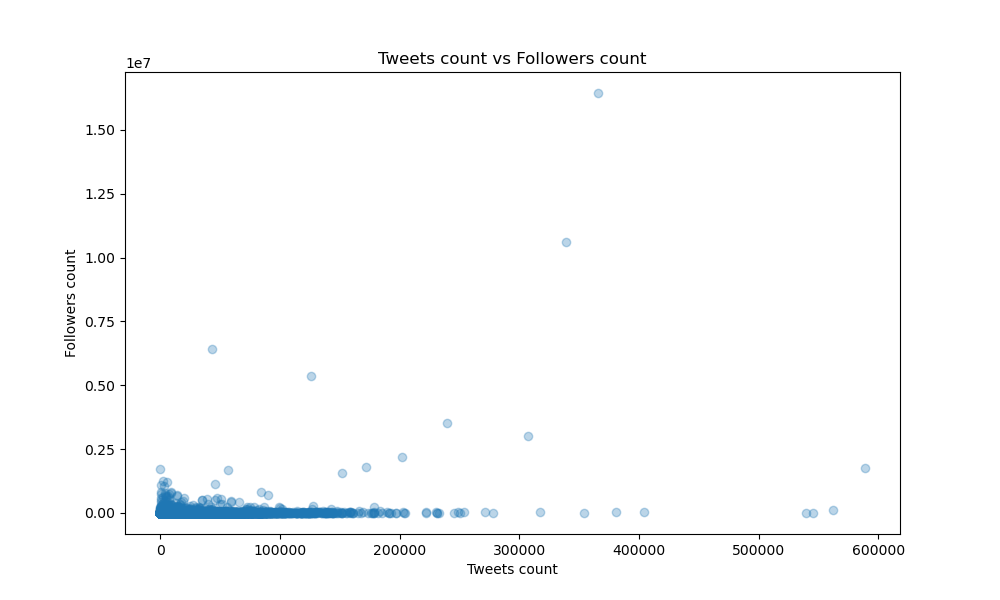 Tweets count vs Followers count
1e7
1.50
1.25
1.00
0.75
0.50
0.25
0.00
Followers count
0 100000 200000 300000 400000 500000 600000
Tweets count